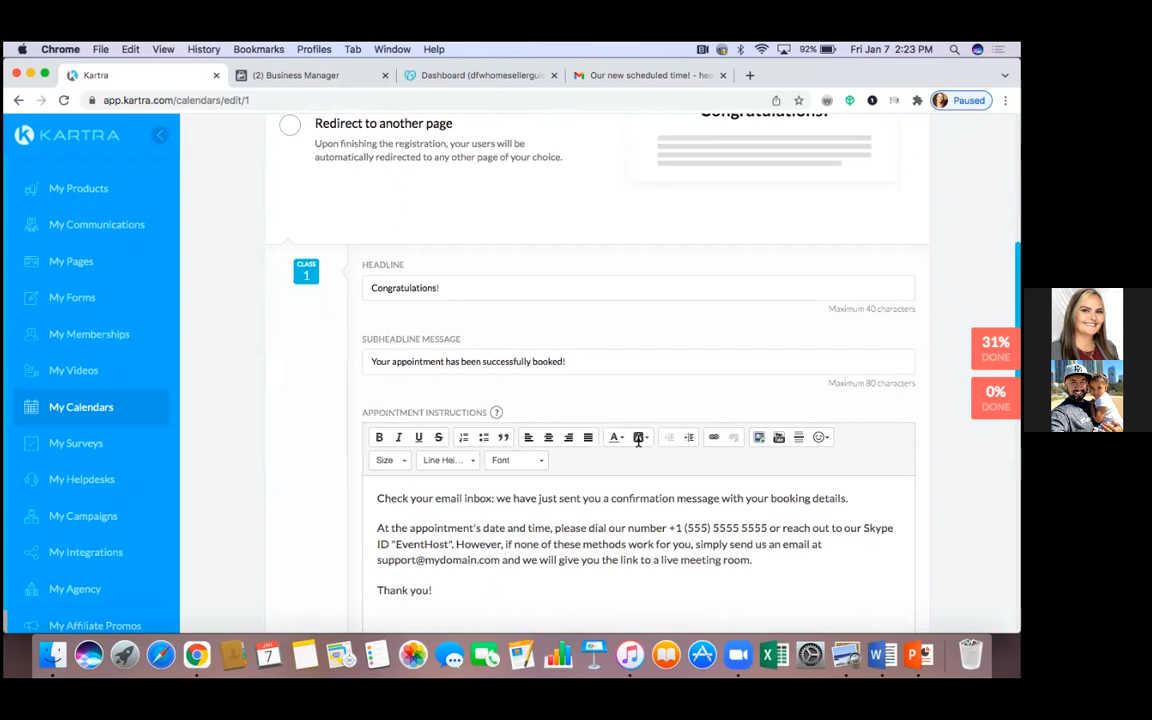 Chrome File Edit View History Bookmarks Profiles Tab Window Help 92% Fri Jan 7 2:23 PM
Kartra (2) Business Manager Dashboard (dfwhomesellergui Our new scheduled time! - hea
app.kartra.com/calendars/edit/1 Paused
KARTRA
My Products
My Communications
My Pages
My Forms
My Memberships
My Videos
My Calendars
My Surveys
My Helpdesks
My Campaigns
My Integrations
My Agency
My Affiliate Promos
Redirect to another page
Upon finishing the registration, your users will
automatically redirected to any other page of your choice.
Congratulations!
CLASS
1
HEADLINE
Congratulations!
Maximum 40 characters
SUBHEADLINE MESSAGE
Your appointment has been successfully booked!
Maximum 80 characters
APPOINTMENT INSTRUCTIONS ?
B I U S A A
Size Line Hei... Font
Check your email inbox: we have just sent you a confirmation message with your booking details.
At the appointment's date and time, please dial our number +1 (555) 5555 5555 or reach out to our Skype
ID "EventHost". However, if none of these methods work for you, simply send us an email at
support@mydomain.com and we will give you the link to a live meeting room.
Thank you!
31%
DONE
0%
DONE